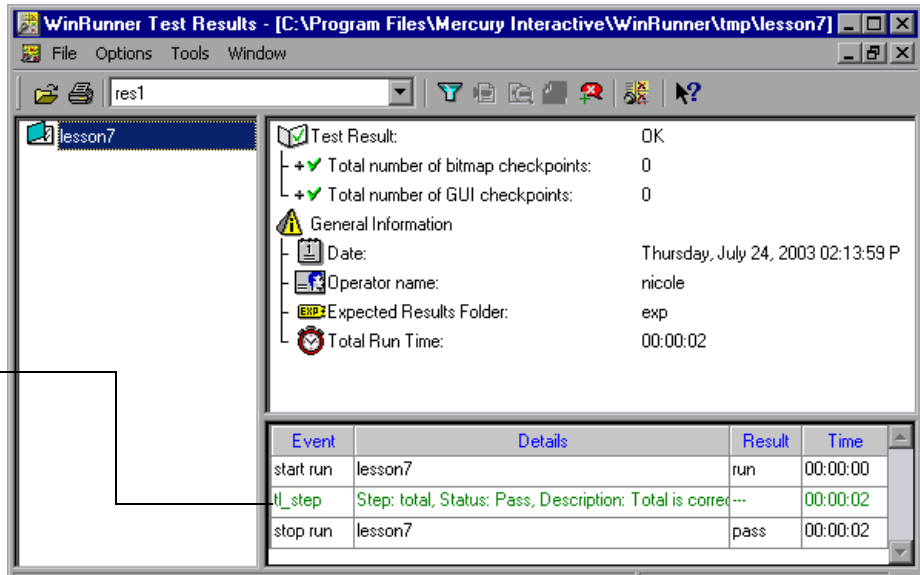 WinRunner Test Results - [C:\Program Files\Mercury Interactive\WinRunner\tmp\lesson7]
File Options Tools Window
res1
lesson7
Test Result: OK
Total number of bitmap checkpoints: 0
Total number of GUI checkpoints: 0
General Information
1 Date: Thursday, July 24, 2003 02:13:59 P
Operator name: nicole
EXP Expected Results Folder: exp
Total Run Time: 00:00:02
Event Details Result Time
start run lesson7 run 00:00:00
tl_step Step: total, Status: Pass, Description: Total is correc --- 00:00:02
stop run lesson7 pass 00:00:02